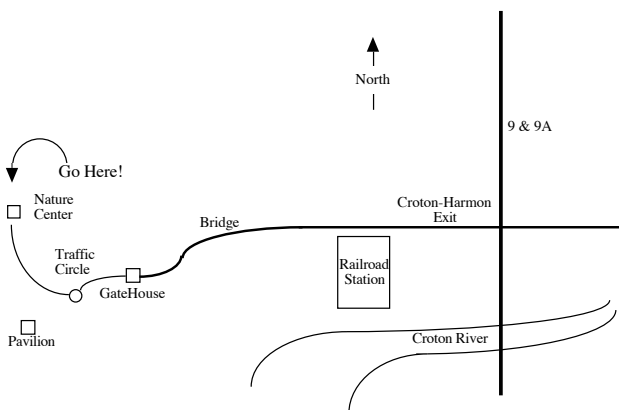 North
9 & 9A
Go Here!
Nature
Center
Croton-Harmon
Exit
Bridge
Traffic
Circle
Railroad
Station
GateHouse
Pavilion
Croton River